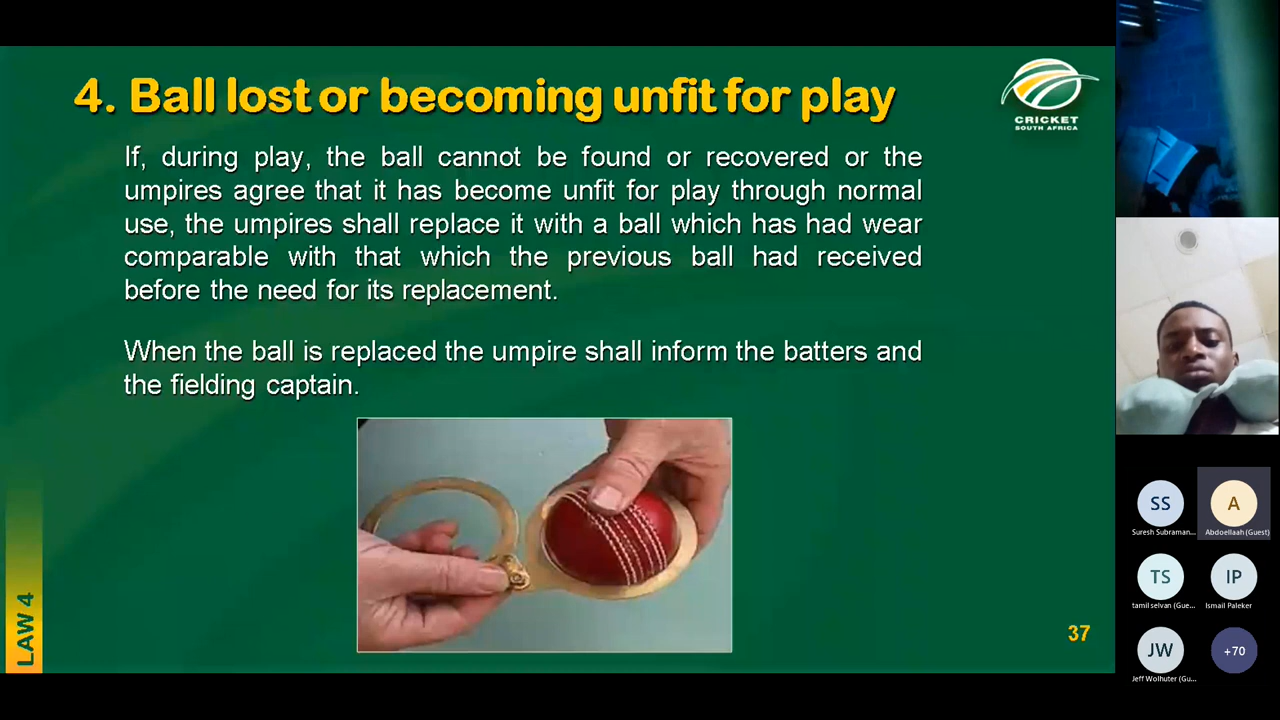 4. Ball lost or becoming unfit for play
CRICKET
SOUTH AFRICA
If, during play, the ball cannot be found or recovered or the
umpires agree that it has become unfit for play through normal
use, the umpires shall replace it with a ball which has had wear
comparable with that which the previous ball had received
before the need for its replacement.
When the ball is replaced the umpire shall inform the batters and
the fielding captain.
LAW 4
37
SS
Suresh Subraman...
A
Abdoellaah (Guest)
TS
tamil selvan (Gue...
IP
Ismail Paleker
JW
Jeff Wolhuter (Gu...
+70